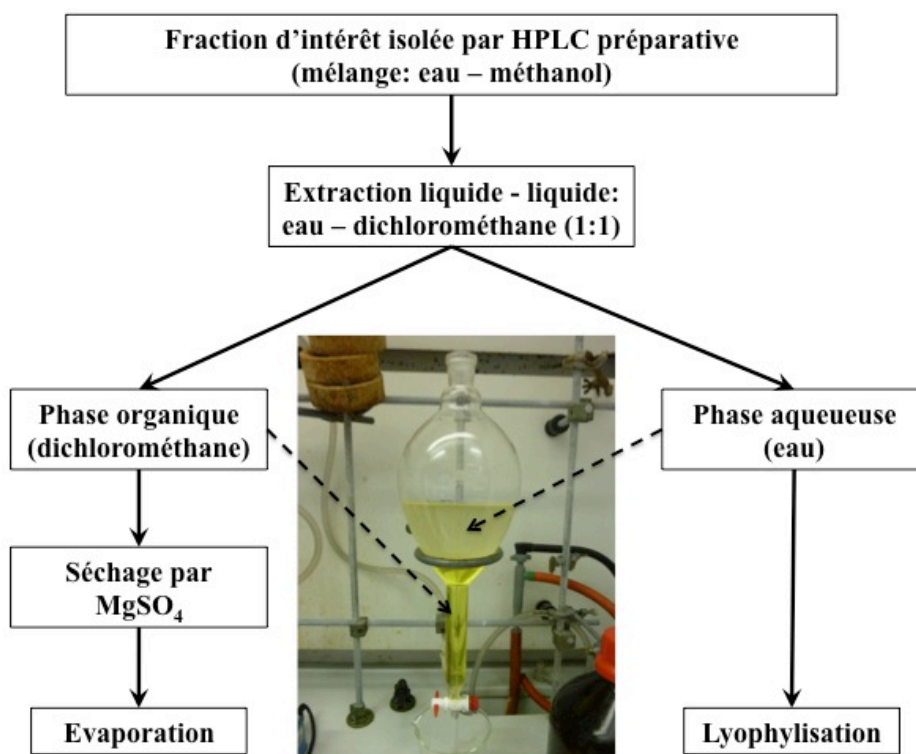 Fraction d’intérêt isolée par HPLC préparative
(mélange: eau – méthanol)
Extraction liquide - liquide:
eau – dichlorométhane (1:1)
Phase organique
(dichlorométhane)
Phase aqueueuse
(eau)
Séchage par
MgSO₄
Evaporation
Lyophylisation